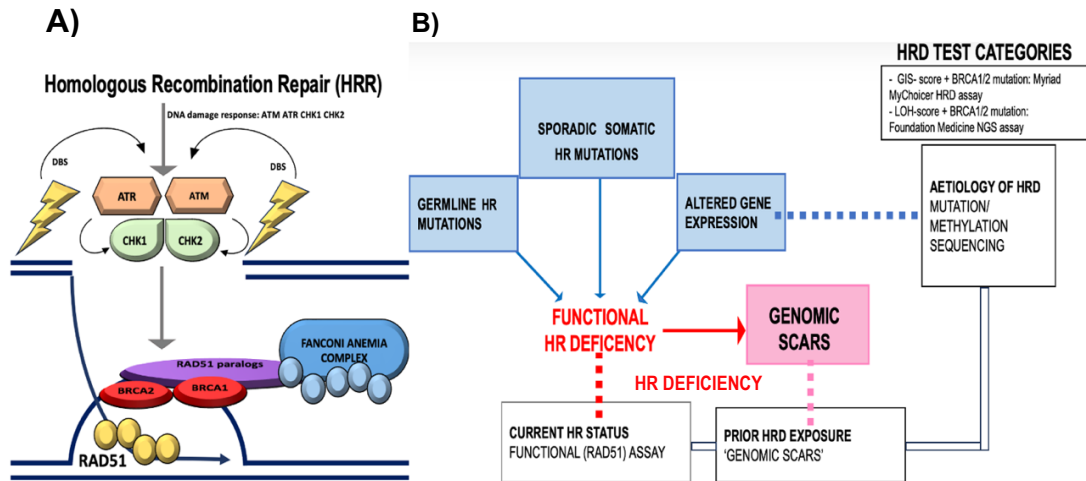 A)
Homologous Recombination Repair (HRR)
DNA damage response: ATM ATR CHK1 CHK2
DBS
DBS
ATR
ATM
CHK1
CHK2
FANCONI ANEMIA
COMPLEX
RAD51 paralogs
BRCA2
BRCA1
RAD51
B)
HRD TEST CATEGORIES
- GIS- score + BRCA1/2 mutation: Myriad
MyChoicer HRD assay
- LOH-score + BRCA1/2 mutation:
Foundation Medicine NGS assay
SPORADIC SOMATIC
HR MUTATIONS
GERMLINE HR
MUTATIONS
ALTERED GENE
EXPRESSION
AETIOLOGY OF HRD
MUTATION/
METHYLATION
SEQUENCING
FUNCTIONAL
HR DEFICENCY
GENOMIC
SCARS
HR DEFICIENCY
CURRENT HR STATUS
FUNCTIONAL (RAD51) ASSAY
PRIOR HRD EXPOSURE
'GENOMIC SCARS'